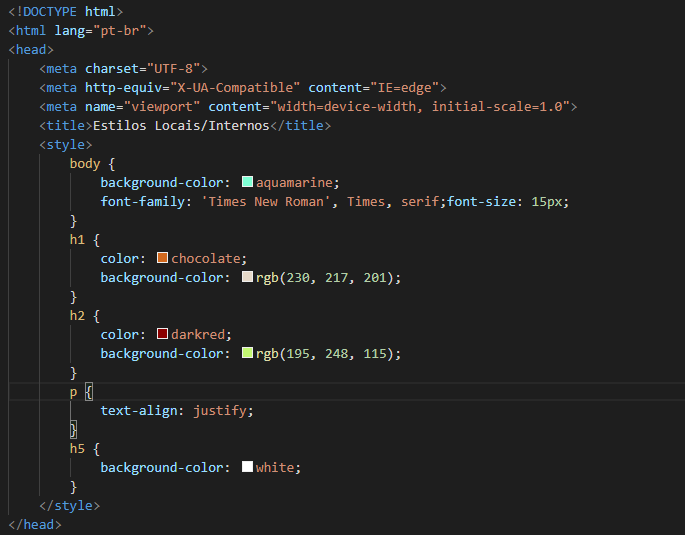 <!DOCTYPE html>
<html lang="pt-br">
<head>
    <meta charset="UTF-8">
    <meta http-equiv="X-UA-Compatible" content="IE=edge">
    <meta name="viewport" content="width=device-width, initial-scale=1.0">
    <title>Estilos Locais/Internos</title>
    <style>
        body {
            background-color: aquamarine;
            font-family: 'Times New Roman', Times, serif;font-size: 15px;
        }
        h1 {
            color: chocolate;
            background-color: rgb(230, 217, 201);
        }
        h2 {
            color: darkred;
            background-color: rgb(195, 248, 115);
        }
        p {
            text-align: justify;
        }
        h5 {
            background-color: white;
        }
    </style>
</head>